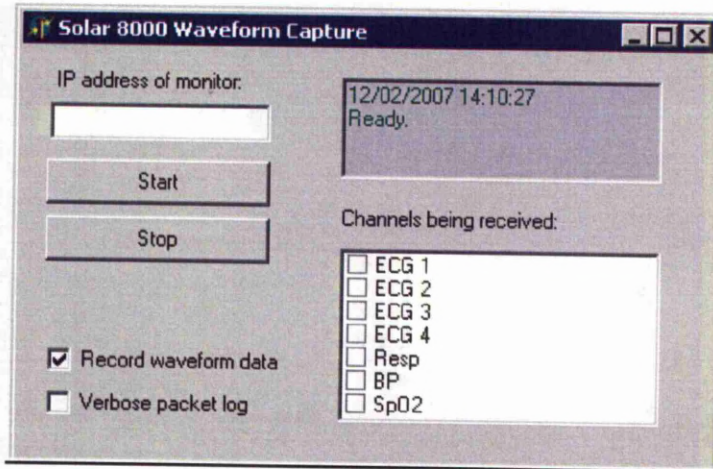 Solar 8000 Waveform Capture
IP address of monitor:
Start
Stop
Record waveform data
Verbose packet log
12/02/2007 14:10:27
Ready.
Channels being received:
ECG 1
ECG 2
ECG 3
ECG 4
Resp
BP
SpO2